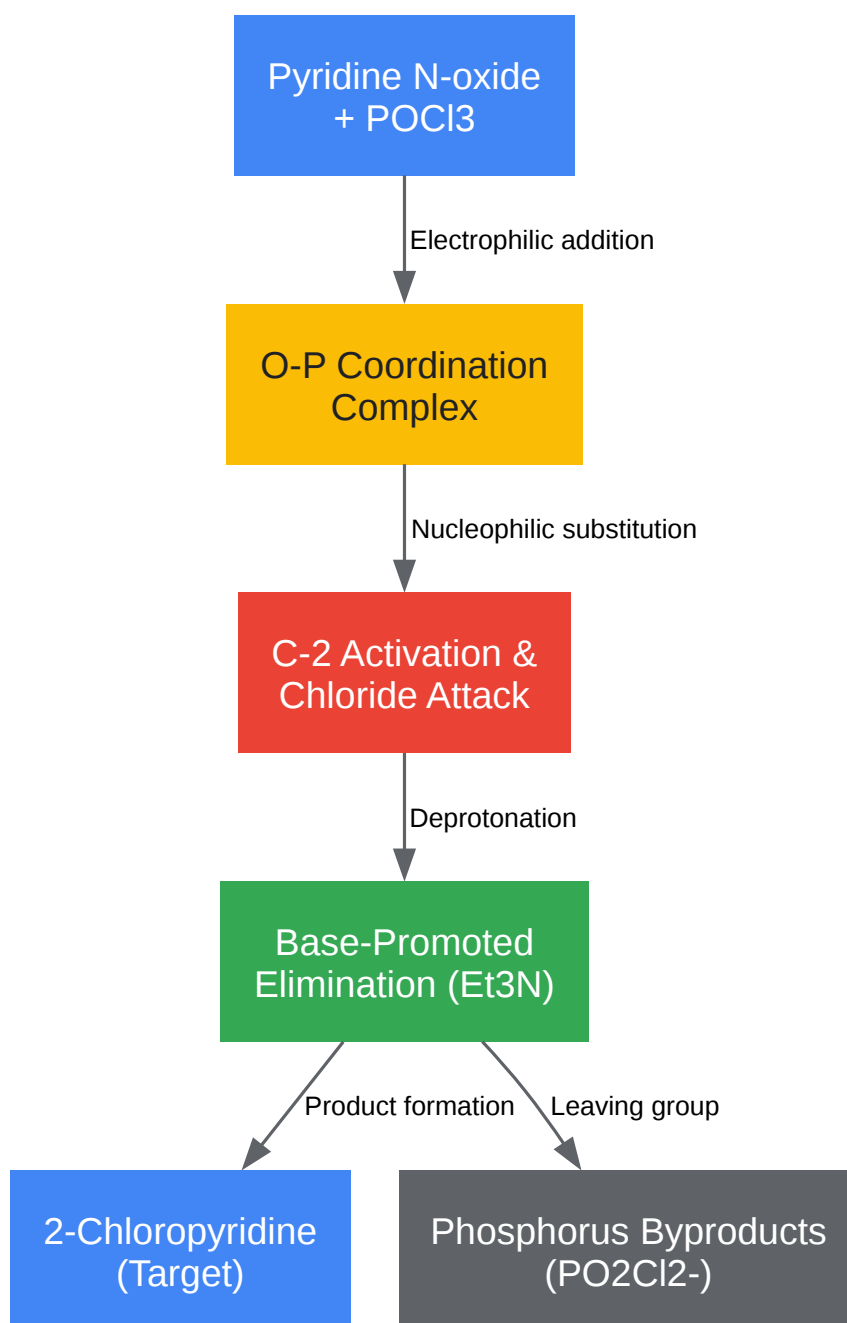 Pyridine N-oxide
+ POCl3
Electrophilic addition
O-P Coordination
Complex
Nucleophilic substitution
C-2 Activation &
Chloride Attack
Deprotonation
Base-Promoted
Elimination (Et3N)
Product formation
Leaving group
2-Chloropyridine
(Target)
Phosphorus Byproducts
(PO2Cl2-)